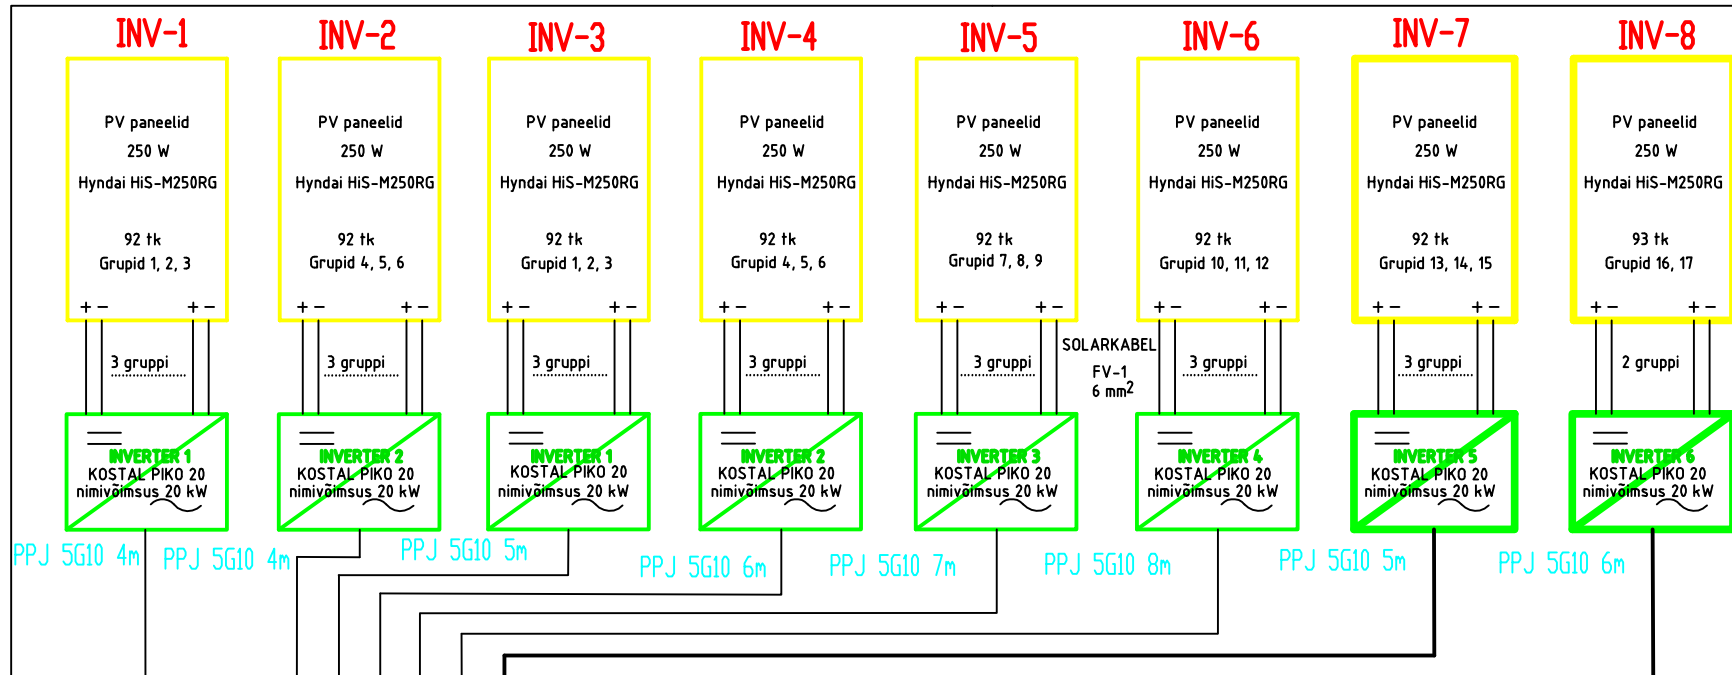 INV-1
PV paneelid
250 W
Hyndai HiS-M250RG
92 tk
Grupid 1, 2, 3
+ - + -
3 gruppi
INVERTER 1
KOSTAL PIKO 20
nimivõimsus 20 kW
PPJ 5G10 4m
INV-2
PV paneelid
250 W
Hyndai HiS-M250RG
92 tk
Grupid 4, 5, 6
+ - + -
3 gruppi
INVERTER 2
KOSTAL PIKO 20
nimivõimsus 20 kW
PPJ 5G10 4m
INV-3
PV paneelid
250 W
Hyndai HiS-M250RG
92 tk
Grupid 1, 2, 3
+ - + -
3 gruppi
INVERTER 1
KOSTAL PIKO 20
nimivõimsus 20 kW
PPJ 5G10 5m
INV-4
PV paneelid
250 W
Hyndai HiS-M250RG
92 tk
Grupid 4, 5, 6
+ - + -
3 gruppi
INVERTER 2
KOSTAL PIKO 20
nimivõimsus 20 kW
PPJ 5G10 6m
INV-5
PV paneelid
250 W
Hyndai HiS-M250RG
92 tk
Grupid 7, 8, 9
+ - + -
3 gruppi
INVERTER 3
KOSTAL PIKO 20
nimivõimsus 20 kW
PPJ 5G10 7m
SOLARKABEL
FV-1
6 mm²
INV-6
PV paneelid
250 W
Hyndai HiS-M250RG
92 tk
Grupid 10, 11, 12
+ - + -
3 gruppi
INVERTER 4
KOSTAL PIKO 20
nimivõimsus 20 kW
PPJ 5G10 8m
INV-7
PV paneelid
250 W
Hyndai HiS-M250RG
92 tk
Grupid 13, 14, 15
+ - + -
3 gruppi
INVERTER 5
KOSTAL PIKO 20
nimivõimsus 20 kW
PPJ 5G10 5m
INV-8
PV paneelid
250 W
Hyndai HiS-M250RG
93 tk
Grupid 16, 17
+ - + -
2 gruppi
INVERTER 6
KOSTAL PIKO 20
nimivõimsus 20 kW
PPJ 5G10 6m